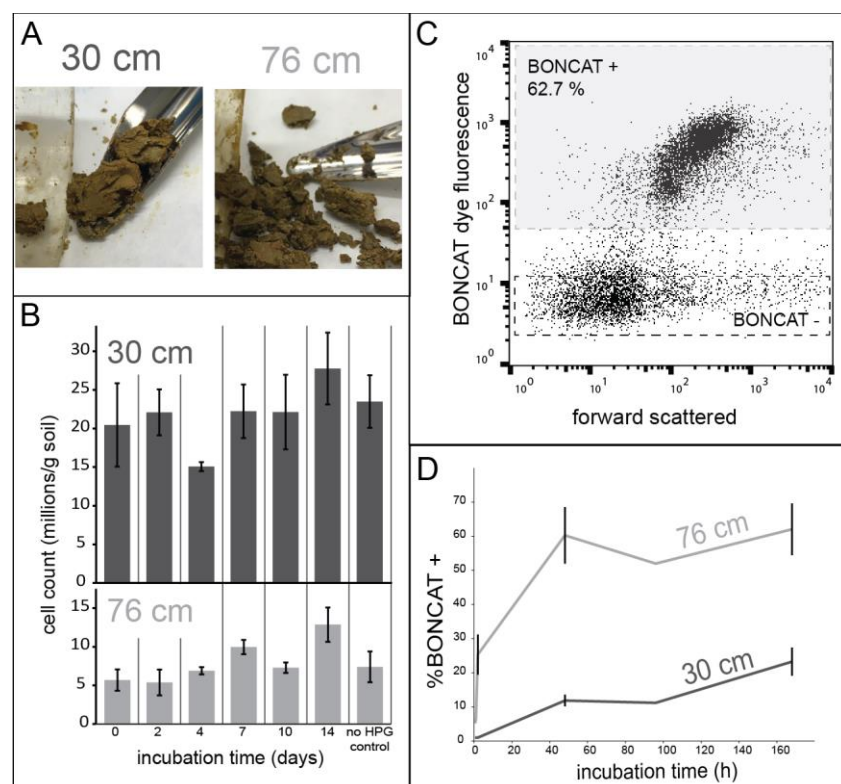 A
30 cm
76 cm
B
30 cm
30
25
20
15
10
5
0
76 cm
15
10
5
0
cell count (millions/g soil)
0 2 4 7 10 14 no HPG
control
incubation time (days)
C
BONCAT +
62.7 %
BONCAT -
10⁴
10³
10²
10¹
10⁰
BONCAT dye fluorescence
10⁰ 10¹ 10² 10³ 10⁴
forward scattered
D
70
60
50
40
30
20
10
0
%BONCAT +
76 cm
30 cm
0 20 40 60 80 100 120 140 160
incubation time (h)